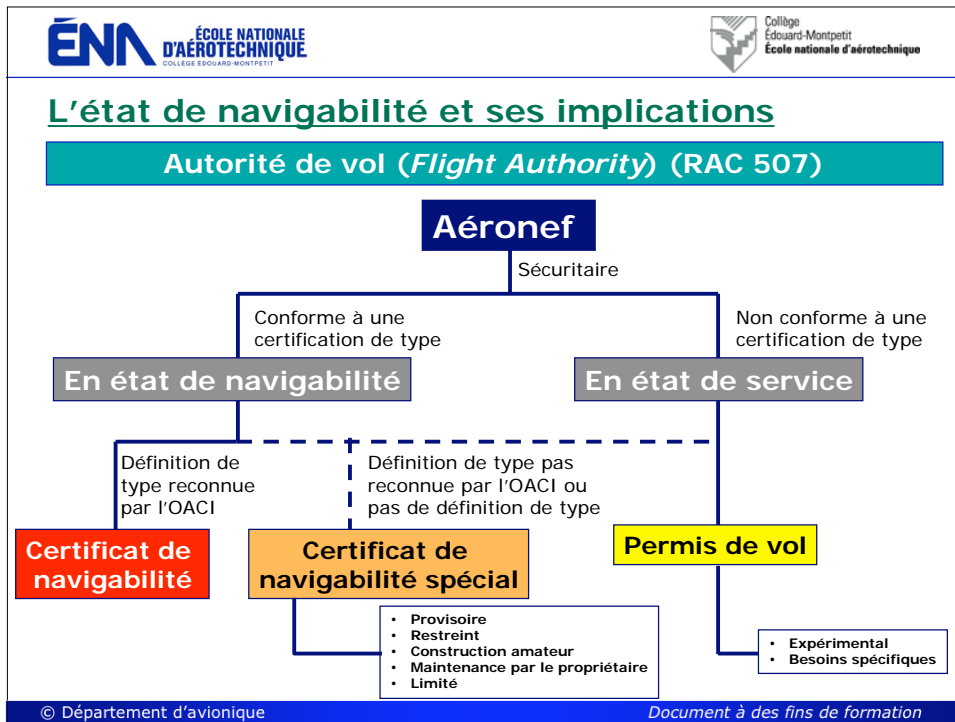 ÉNA ÉCOLE NATIONALE
D'AÉROTECHNIQUE
COLLÈGE ÉDOUARD-MONTPETIT
Collège
Édouard-Montpetit
École nationale d'aérotechnique
L'état de navigabilité et ses implications
Autorité de vol (Flight Authority) (RAC 507)
Aéronef
Sécuritaire
Conforme à une
certification de type
Non conforme à une
certification de type
En état de navigabilité
En état de service
Définition de
type reconnue
par l'OACI
Définition de type pas
reconnue par l'OACI ou
pas de définition de type
Certificat de
navigabilité
Certificat de
navigabilité spécial
Permis de vol
• Provisoire
• Restreint
• Construction amateur
• Maintenance par le propriétaire
• Limité
• Expérimental
• Besoins spécifiques
© Département d'avionique
Document à des fins de formation